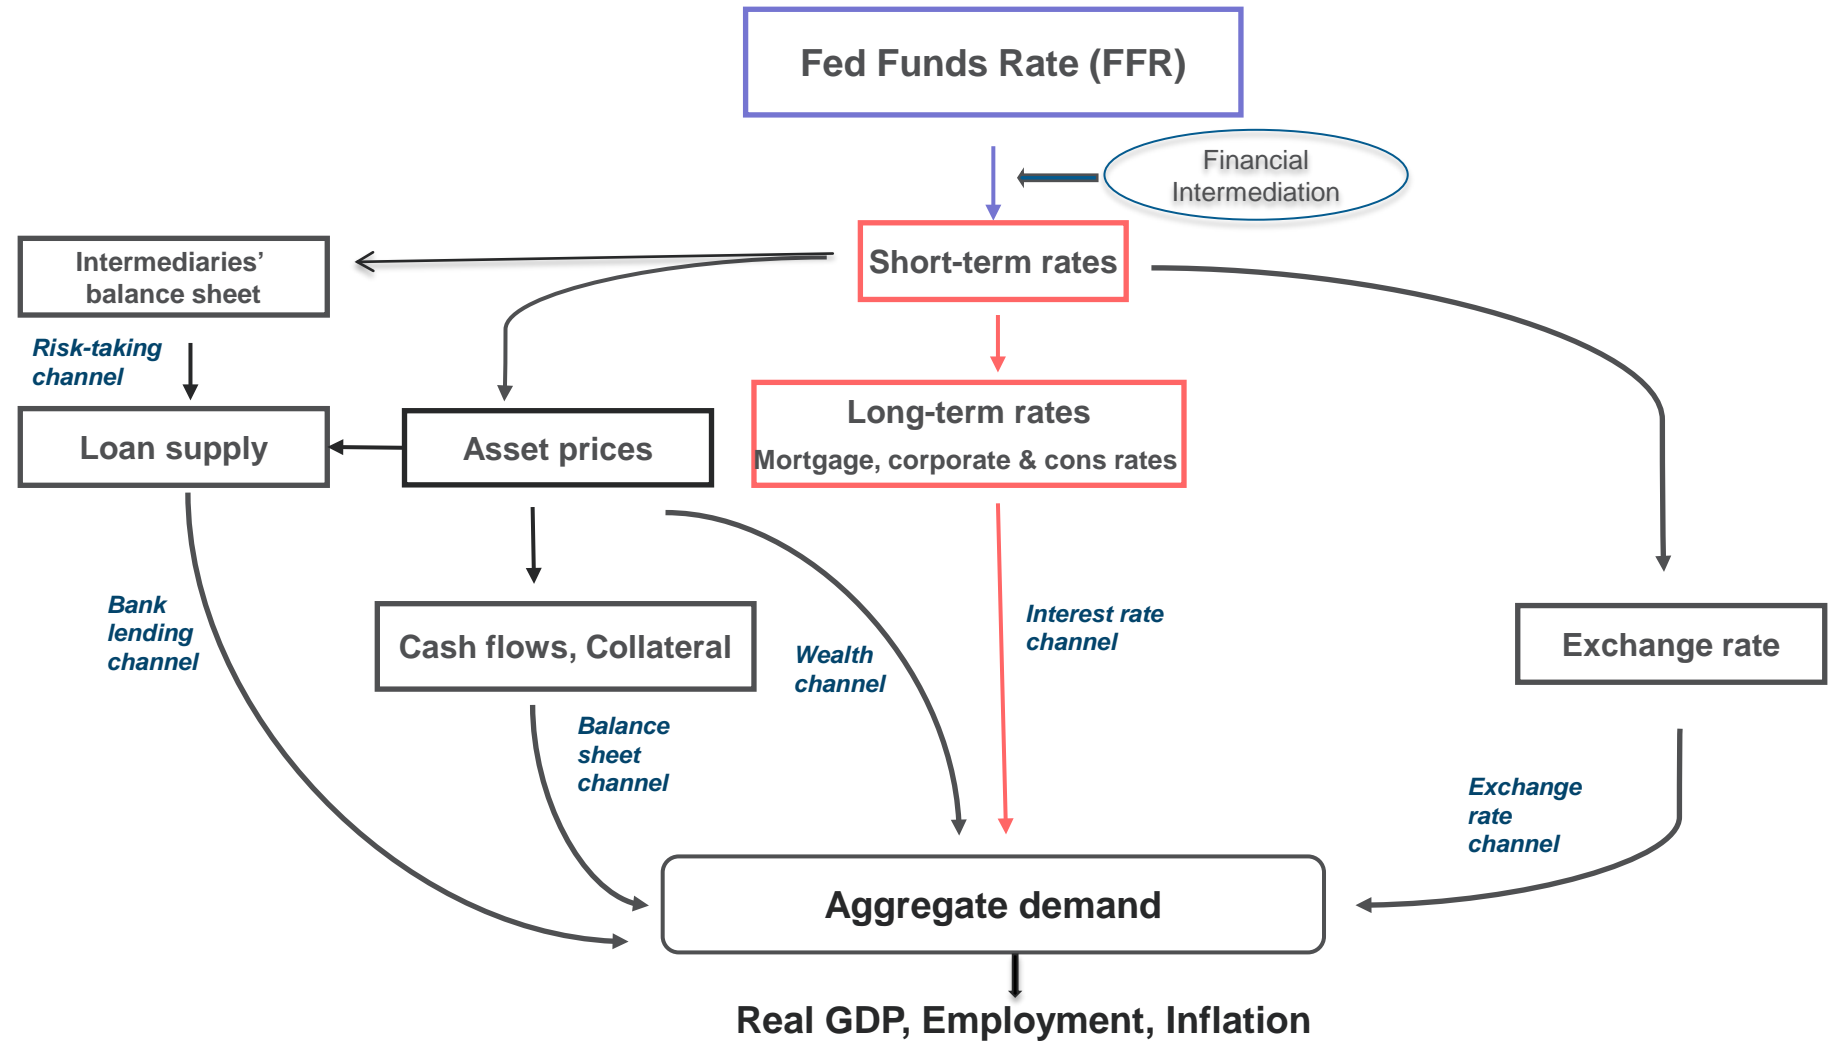 Fed Funds Rate (FFR)
Financial
Intermediation
Short-term rates
Intermediaries’
balance sheet
Risk-taking
channel
Loan supply
Asset prices
Long-term rates
Mortgage, corporate & cons rates
Bank
lending
channel
Cash flows, Collateral
Wealth
channel
Interest rate
channel
Exchange rate
Balance
sheet
channel
Exchange
rate
channel
Aggregate demand
Real GDP, Employment, Inflation